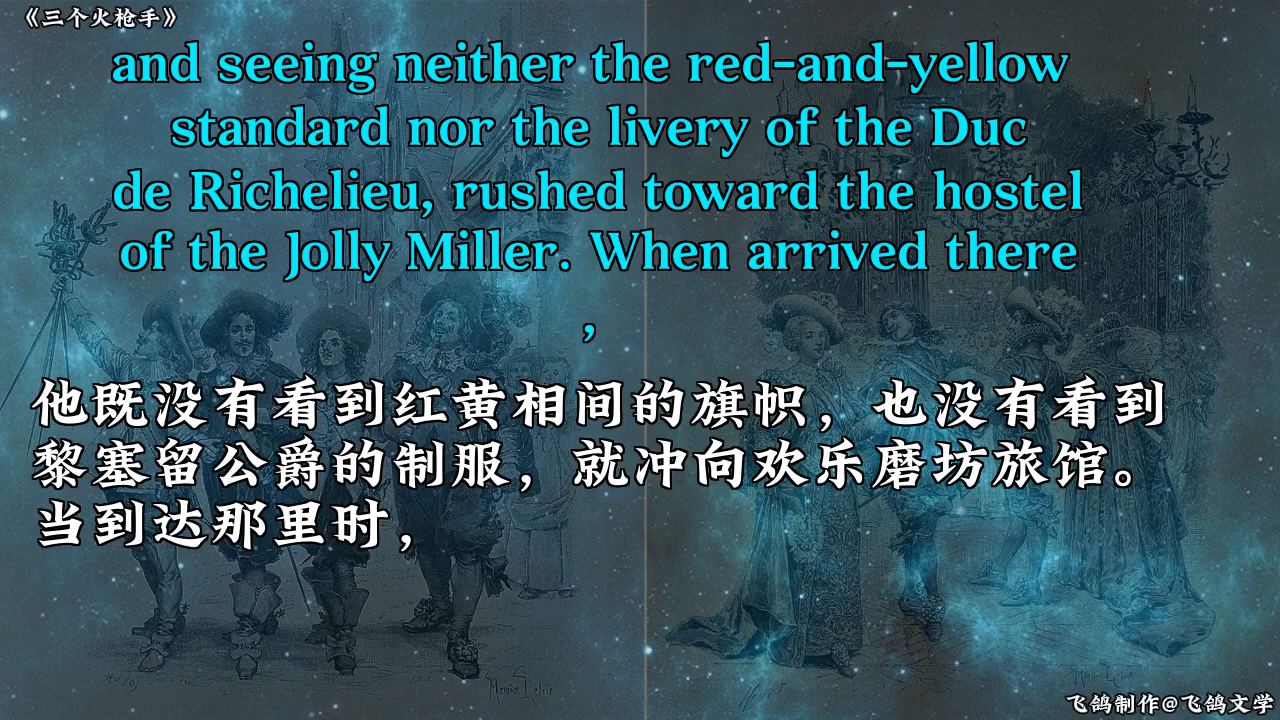 《三个火枪手》
and seeing neither the red-and-yellow
standard nor the livery of the Duc
de Richelieu, rushed toward the hostel
of the Jolly Miller. When arrived there
,
他既没有看到红黄相间的旗帜，也没有看到
黎塞留公爵的制服，就冲向欢乐磨坊旅馆。
当到达那里时，
飞鸽制作@飞鸽文学